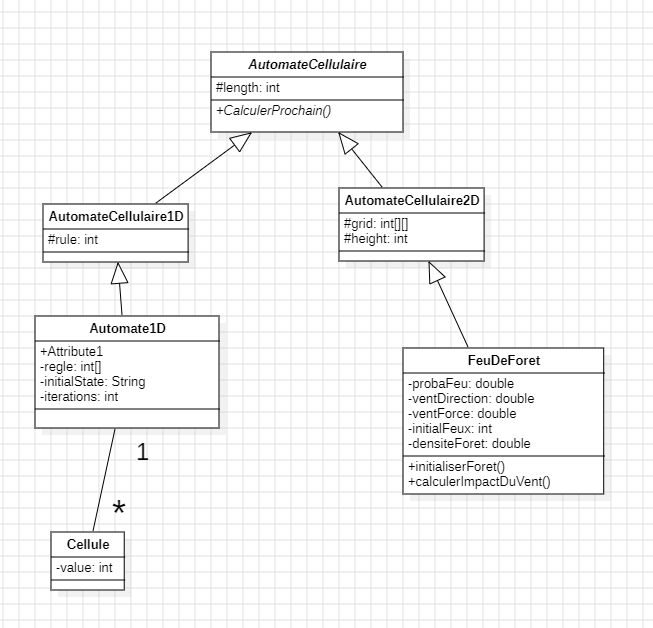 AutomateCellulaire
#length: int
+CalculerProchain()
AutomateCellulaire1D
#rule: int
AutomateCellulaire2D
#grid: int[][]
#height: int
Automate1D
+Attribute1
-regle: int[]
-initialState: String
-iterations: int
FeuDeForet
-probaFeu: double
-ventDirection: double
-ventForce: double
-initialFeux: int
-densiteForet: double
+initialiserForet()
+calculerImpactDuVent()
1
*
Cellule
-value: int